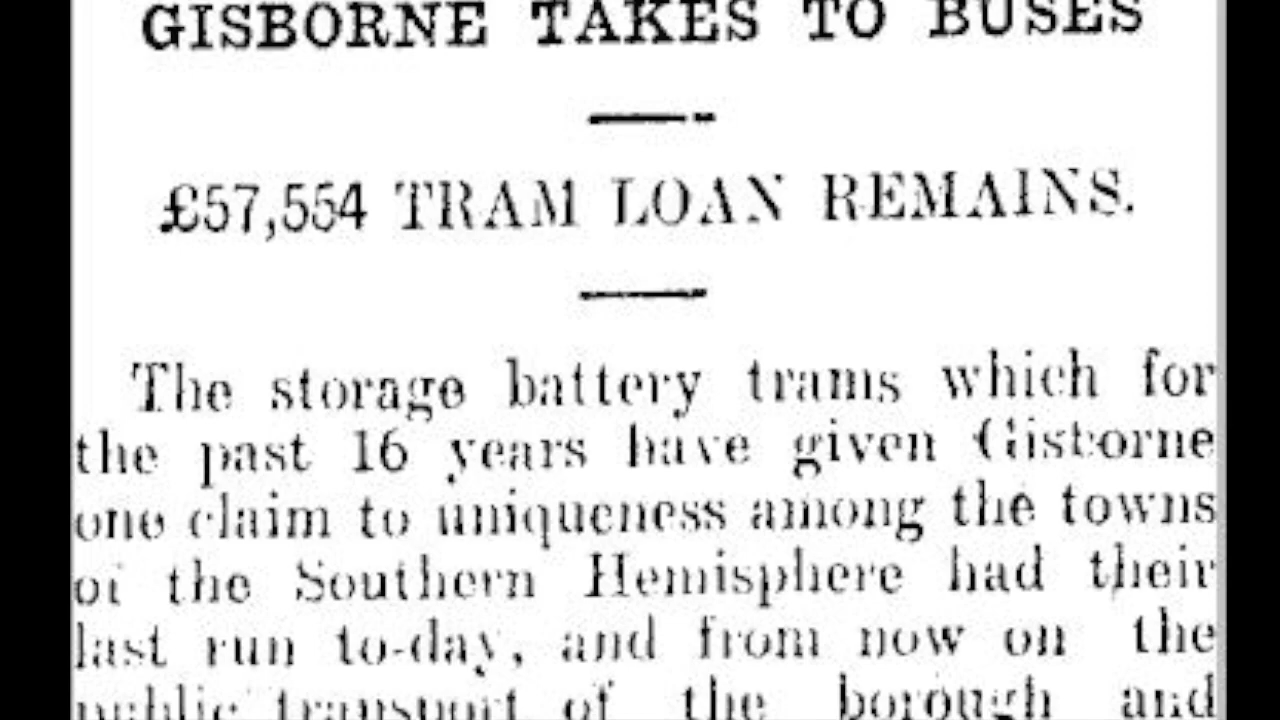 GISBORNE TAKES TO BUSES
£57,554 TRAM LOAN REMAINS.
The storage battery trams which for
the past 16 years have given Gisborne
one claim to uniqueness among the towns
of the Southern Hemisphere had their
last run to-day, and from now on the
public transport of the borough and